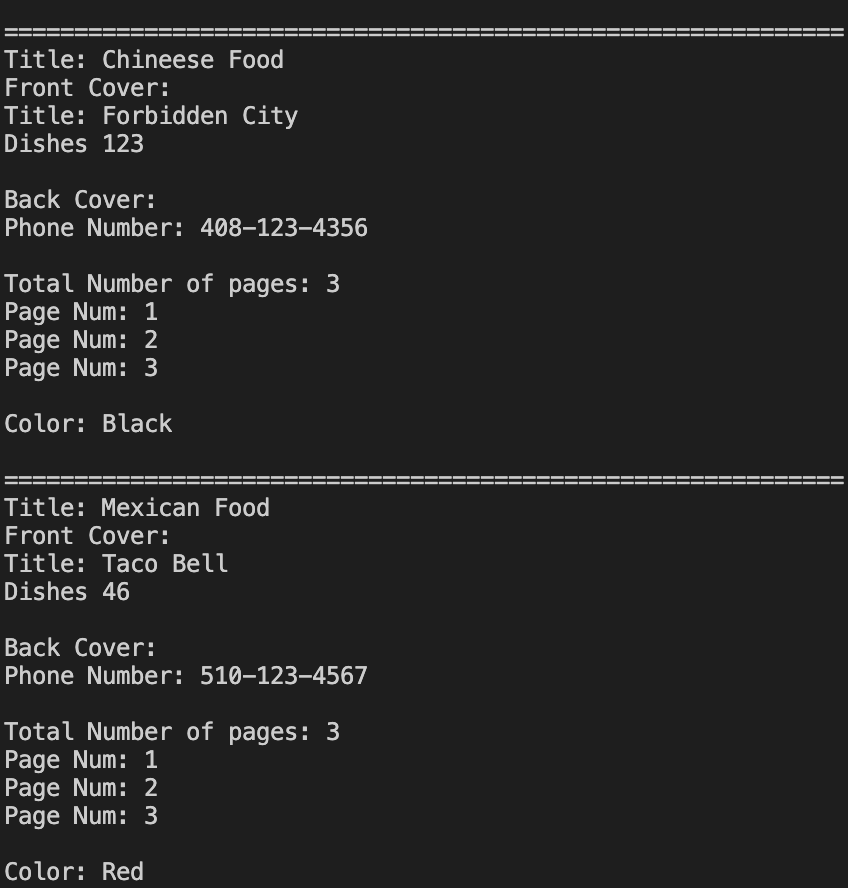 ============================================================
Title: Chineese Food
Front Cover:
Title: Forbidden City
Dishes 123
Back Cover:
Phone Number: 408-123-4356
Total Number of pages: 3
Page Num: 1
Page Num: 2
Page Num: 3
Color: Black
============================================================
Title: Mexican Food
Front Cover:
Title: Taco Bell
Dishes 46
Back Cover:
Phone Number: 510-123-4567
Total Number of pages: 3
Page Num: 1
Page Num: 2
Page Num: 3
Color: Red